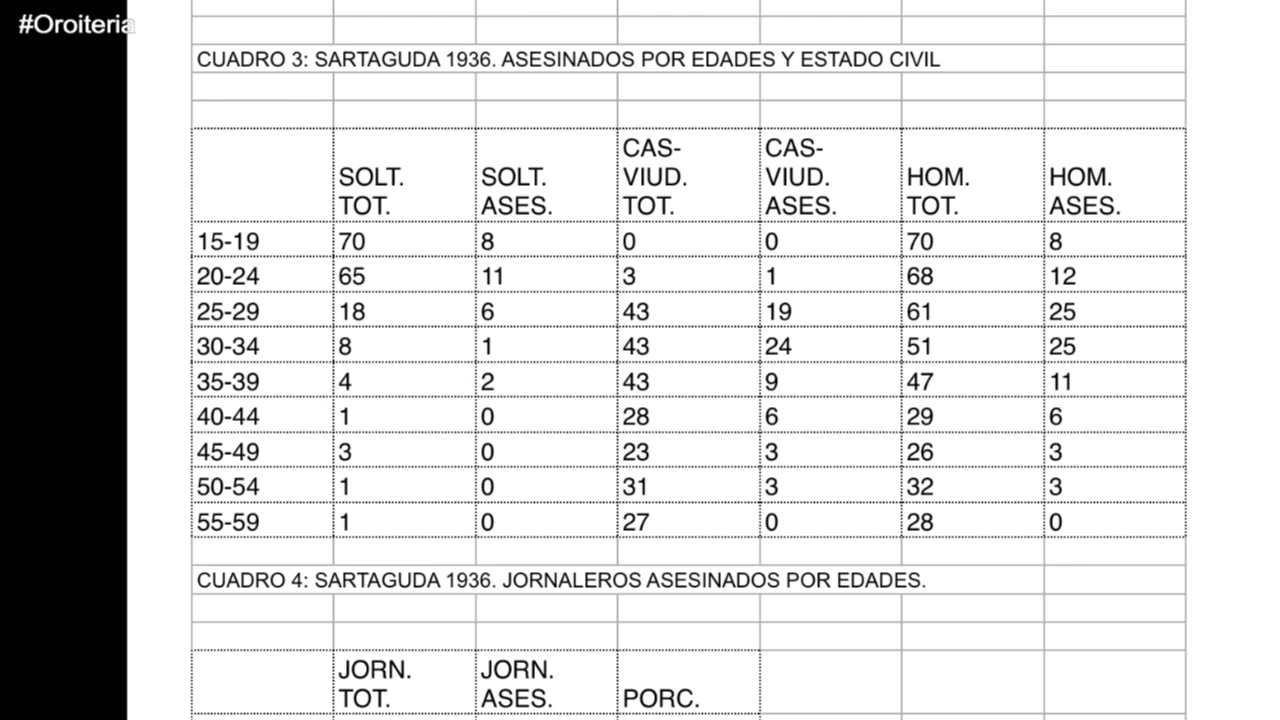 #Oroiteria
CUADRO 3: SARTAGUDA 1936. ASESINADOS POR EDADES Y ESTADO CIVIL
SOLT. TOT. SOLT. ASES. CAS-VIUD. TOT. CAS-VIUD. ASES. HOM. TOT. HOM. ASES.
15-19 70 8 0 0 70 8
20-24 65 11 3 1 68 12
25-29 18 6 43 19 61 25
30-34 8 1 43 24 51 25
35-39 4 2 43 9 47 11
40-44 1 0 28 6 29 6
45-49 3 0 23 3 26 3
50-54 1 0 31 3 32 3
55-59 1 0 27 0 28 0
CUADRO 4: SARTAGUDA 1936. JORNALEROS ASESINADOS POR EDADES.
JORN. TOT. JORN. ASES. PORC.